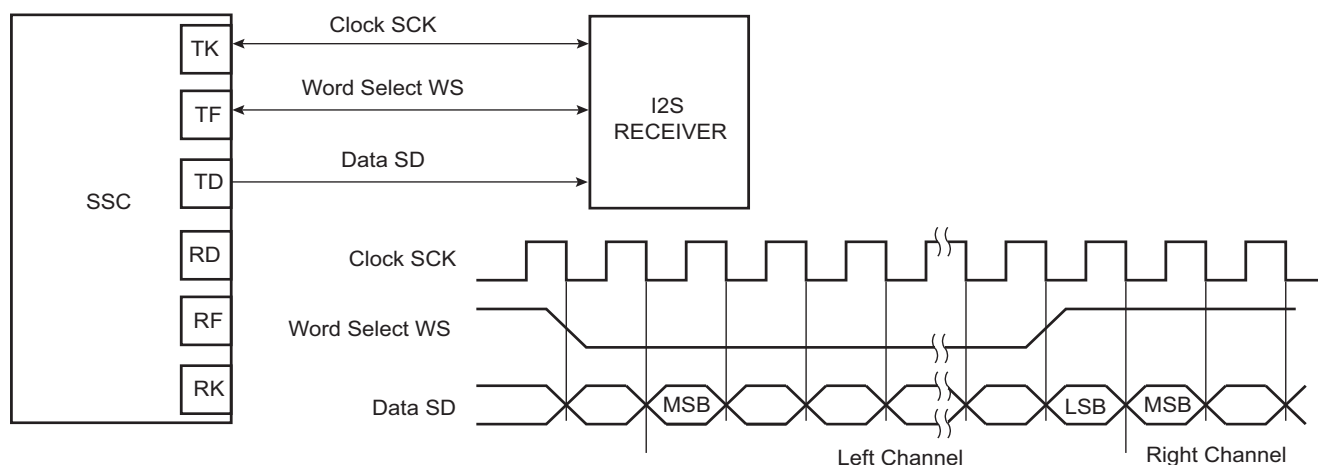 Clock SCK
TK
Word Select WS
TF
I2S
RECEIVER
Data SD
TD
SSC
RD
Clock SCK
RF
Word Select WS
RK
Data SD
MSB
LSB
MSB
Left Channel
Right Channel